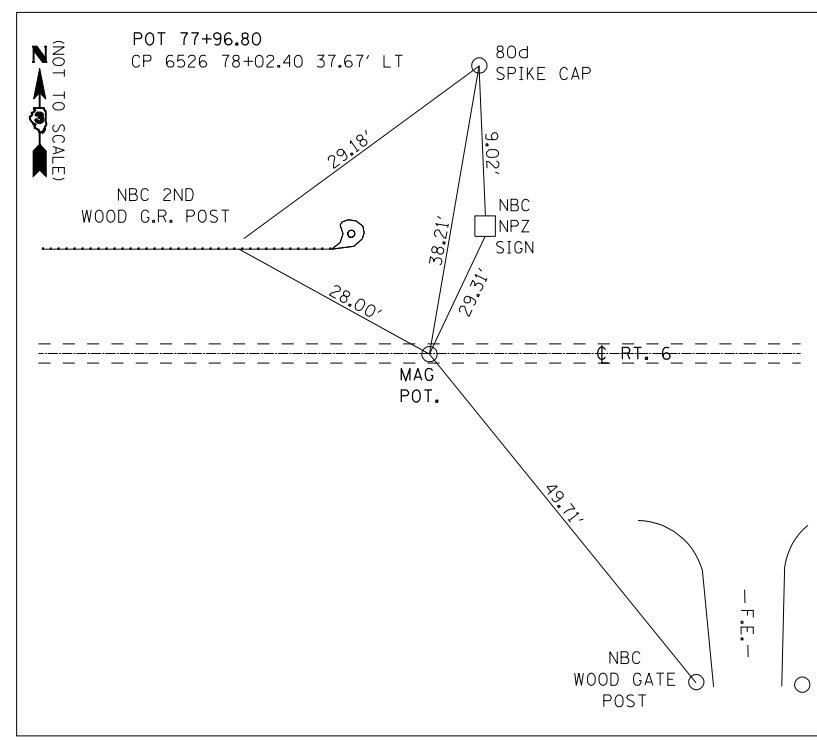 POT 77+96.80
CP 6526 78+02.40 37.67' LT
N
(NOT TO SCALE)
3
80d
SPIKE CAP
29.18'
9.02'
NBC 2ND
WOOD G.R. POST
NBC
NPZ
SIGN
38.21'
29.31'
28.00'
℄ RT. 6
MAG
POT.
49.71'
- F.E. -
NBC
WOOD GATE
POST